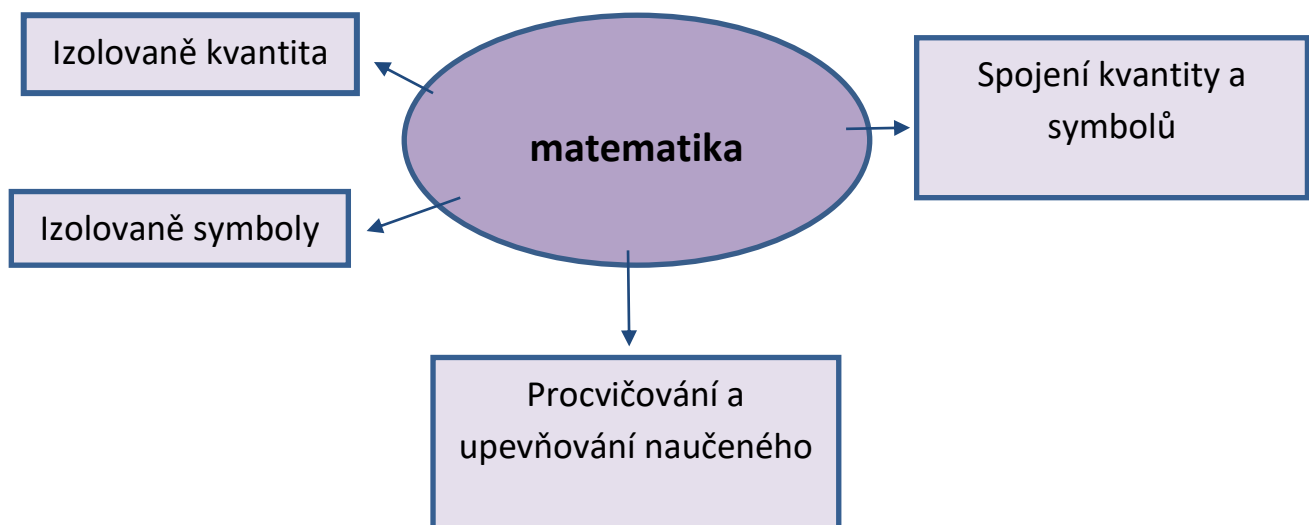 Izolovaně kvantita
Spojení kvantity a
symbolů
matematika
Izolovaně symboly
Procvičování a
upevňování naučeného